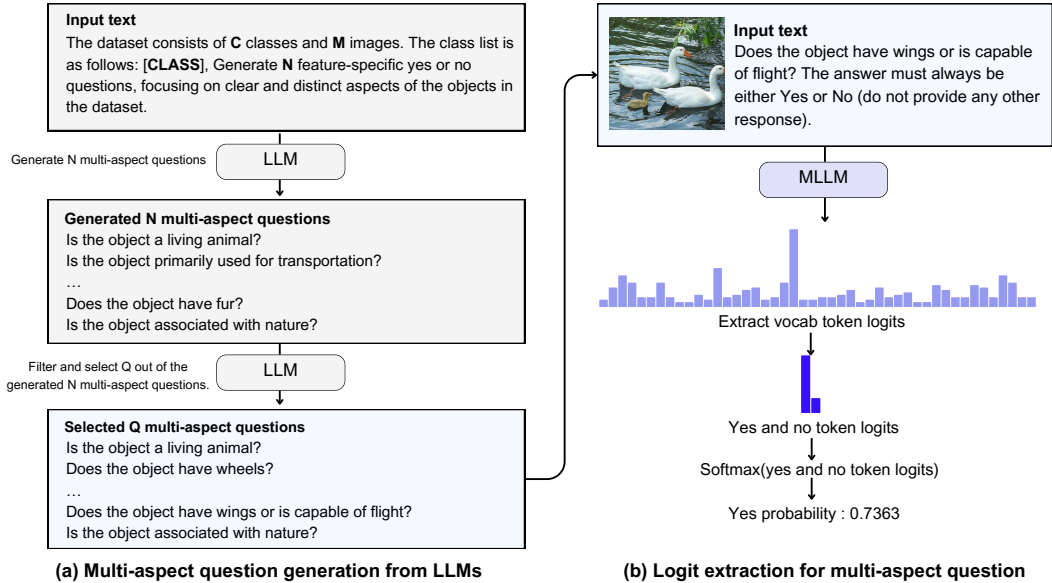 Input text
The dataset consists of C classes and M images. The class list is
as follows: [CLASS], Generate N feature-specific yes or no
questions, focusing on clear and distinct aspects of the objects in
the dataset.
Generate N multi-aspect questions
LLM
Generated N multi-aspect questions
Is the object a living animal?
Is the object primarily used for transportation?
...
Does the object have fur?
Is the object associated with nature?
Filter and select Q out of the
generated N multi-aspect questions.
LLM
Selected Q multi-aspect questions
Is the object a living animal?
Does the object have wheels?
...
Does the object have wings or is capable of flight?
Is the object associated with nature?
(a) Multi-aspect question generation from LLMs
Input text
Does the object have wings or is capable
of flight? The answer must always be
either Yes or No (do not provide any other
response).
MLLM
Extract vocab token logits
Yes and no token logits
Softmax(yes and no token logits)
Yes probability : 0.7363
(b) Logit extraction for multi-aspect question